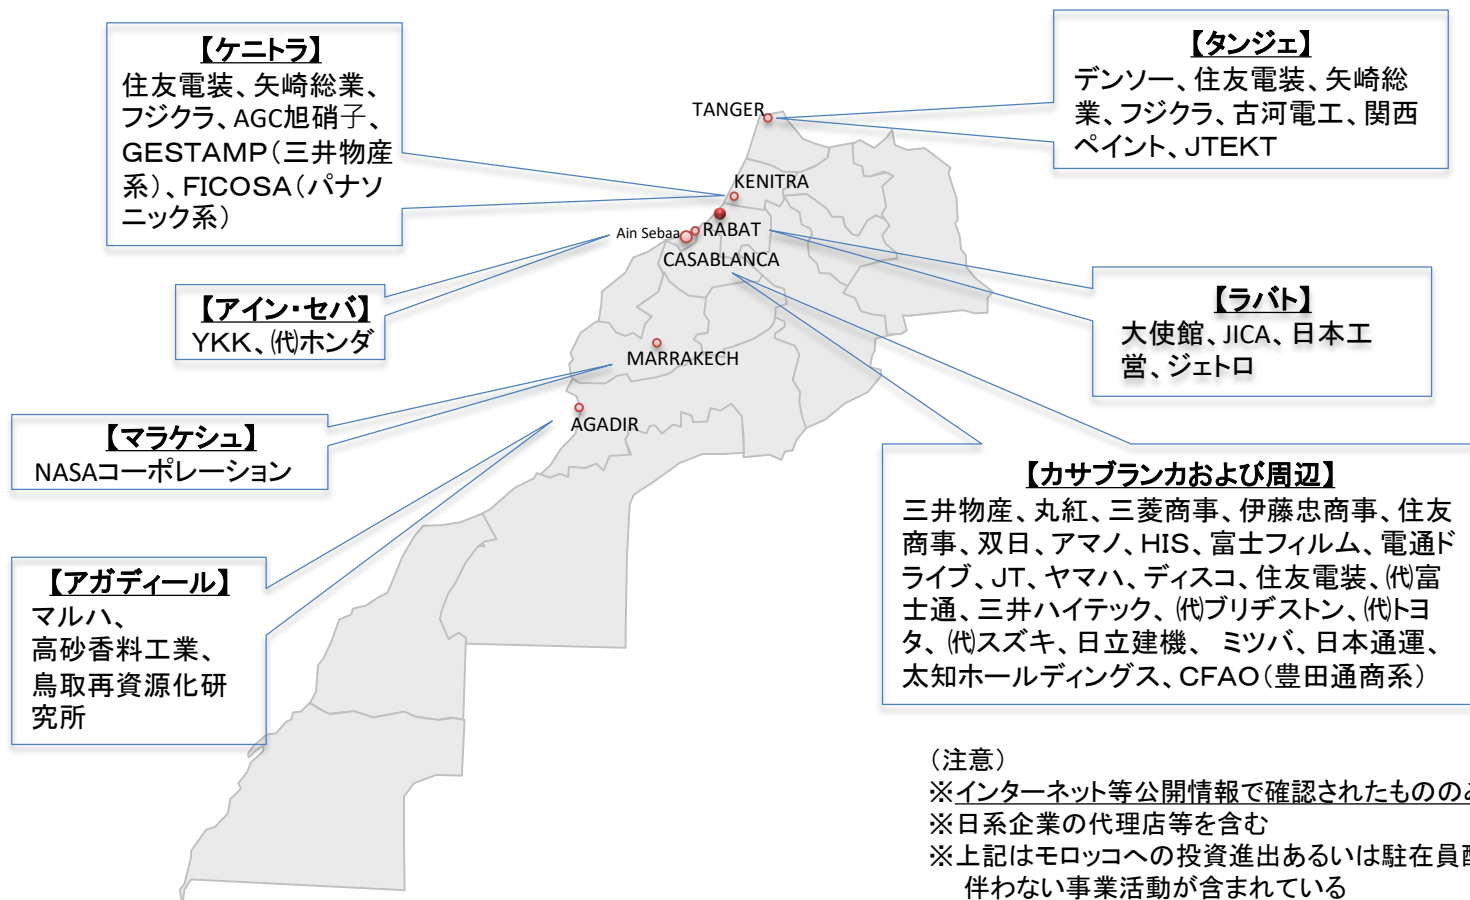 【ケニトラ】
住友電装、矢崎総業、
フジクラ、AGC旭硝子、
GESTAMP（三井物産
系）、FICOSA（パナソ
ニック系）
【タンジェ】
デンソー、住友電装、矢崎総
業、フジクラ、古河電工、関西
ペイント、JTEKT
TANGER
KENITRA
Ain Sebaa
RABAT
CASABLANCA
MARRAKECH
AGADIR
【アイン・セバ】
YKK、㈹ホンダ
【ラバト】
大使館、JICA、日本工
営、ジェトロ
【マラケシュ】
NASAコーポレーション
【カサブランカおよび周辺】
三井物産、丸紅、三菱商事、伊藤忠商事、住友
商事、双日、アマノ、HIS、富士フィルム、電通ド
ライブ、JT、ヤマハ、ディスコ、住友電装、㈹富
士通、三井ハイテック、㈹ブリヂストン、㈹トヨ
タ、㈹スズキ、日立建機、 ミツバ、日本通運、
太知ホールディングス、CFAO（豊田通商系）
【アガディール】
マルハ、
高砂香料工業、
鳥取再資源化研
究所
（注意）
※インターネット等公開情報で確認されたものの
※日系企業の代理店等を含む
※上記はモロッコへの投資進出あるいは駐在員
伴わない事業活動が含まれている